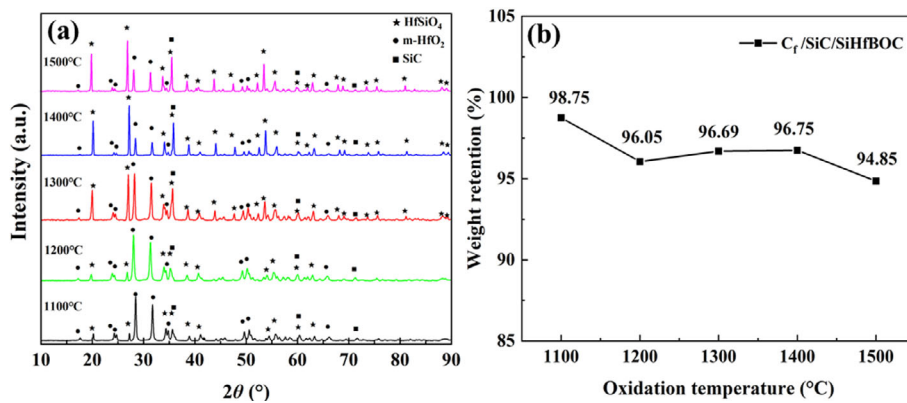 (a)
★ HfSiO₄
● m-HfO₂
■ SiC
1500°C
1400°C
1300°C
1200°C
1100°C
Intensity (a.u.)
10 20 30 40 50 60 70 80 90
2θ (°)
(b)
C_f /SiC/SiHfBOC
105
100
95
90
85
98.75
96.05
96.69
96.75
94.85
Weight retention (%)
1100 1200 1300 1400 1500
Oxidation temperature (°C)